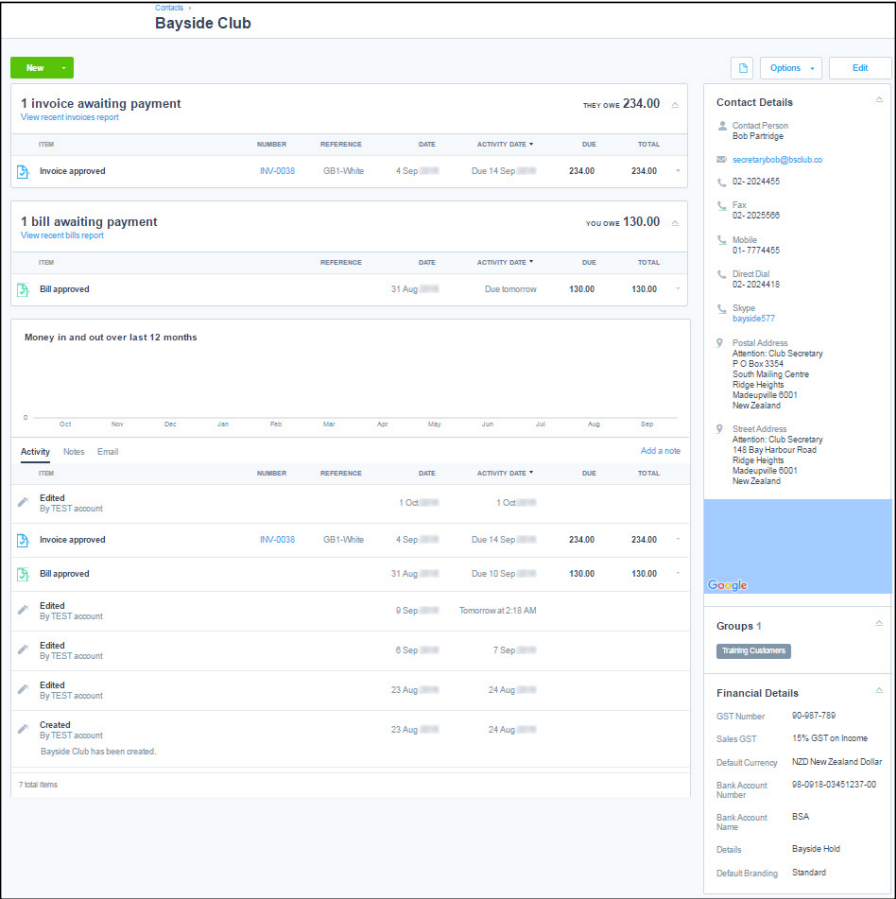 Contacts ›
Bayside Club
New
Options
Edit
1 invoice awaiting payment
THEY OWE 234.00
View recent invoices report
ITEM NUMBER REFERENCE DATE ACTIVITY DATE DUE TOTAL
Invoice approved INV-0038 GB1-White 4 Sep Due 14 Sep 234.00 234.00
1 bill awaiting payment
YOU OWE 130.00
View recent bills report
ITEM REFERENCE DATE ACTIVITY DATE DUE TOTAL
Bill approved 31 Aug Due tomorrow 130.00 130.00
Money in and out over last 12 months
0
Oct Nov Dec Jan Feb Mar Apr May Jun Jul Aug Sep
Activity Notes Email Add a note
ITEM NUMBER REFERENCE DATE ACTIVITY DATE DUE TOTAL
Edited
By TEST account
1 Oct 1 Oct
Invoice approved INV-0038 GB1-White 4 Sep Due 14 Sep 234.00 234.00
Bill approved 31 Aug Due 10 Sep 130.00 130.00
Edited
By TEST account
9 Sep Tomorrow at 2:18 AM
Edited
By TEST account
6 Sep 7 Sep
Edited
By TEST account
23 Aug 24 Aug
Created
By TEST account
23 Aug 24 Aug
Bayside Club has been created.
7 total items
Contact Details
Contact Person
Bob Partridge
secretarybob@bsclub.co
02- 2024455
Fax
02- 2025566
Mobile
01- 7774455
Direct Dial
02- 2024418
Skype
bayside577
Postal Address
Attention: Club Secretary
P O Box 3354
South Mailing Centre
Ridge Heights
Madeupville 6001
New Zealand
Street Address
Attention: Club Secretary
148 Bay Harbour Road
Ridge Heights
Madeupville 6001
New Zealand
Google
Groups 1
Training Customers
Financial Details
GST Number 90-987-789
Sales GST 15% GST on Income
Default Currency NZD New Zealand Dollar
Bank Account Number 98-0918-03451237-00
Bank Account Name BSA
Details Bayside Hold
Default Branding Standard